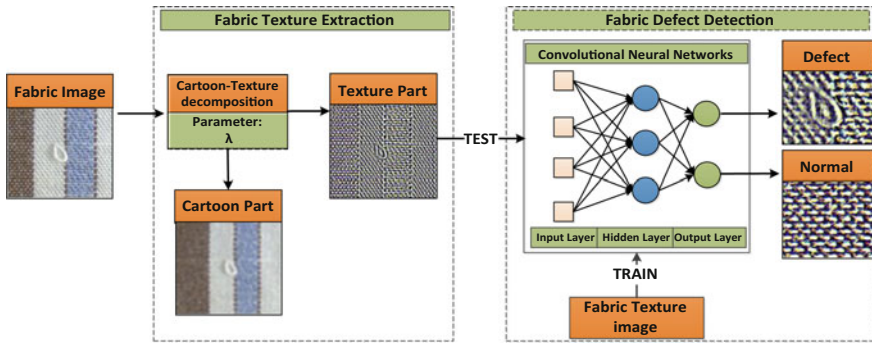 Fabric Texture Extraction
Fabric Defect Detection
Fabric Image
Cartoon-Texture
decomposition
Parameter:
λ
Texture Part
Cartoon Part
TEST
Convolutional Neural Networks
Input Layer
Hidden Layer
Output Layer
TRAIN
Fabric Texture
image
Defect
Normal